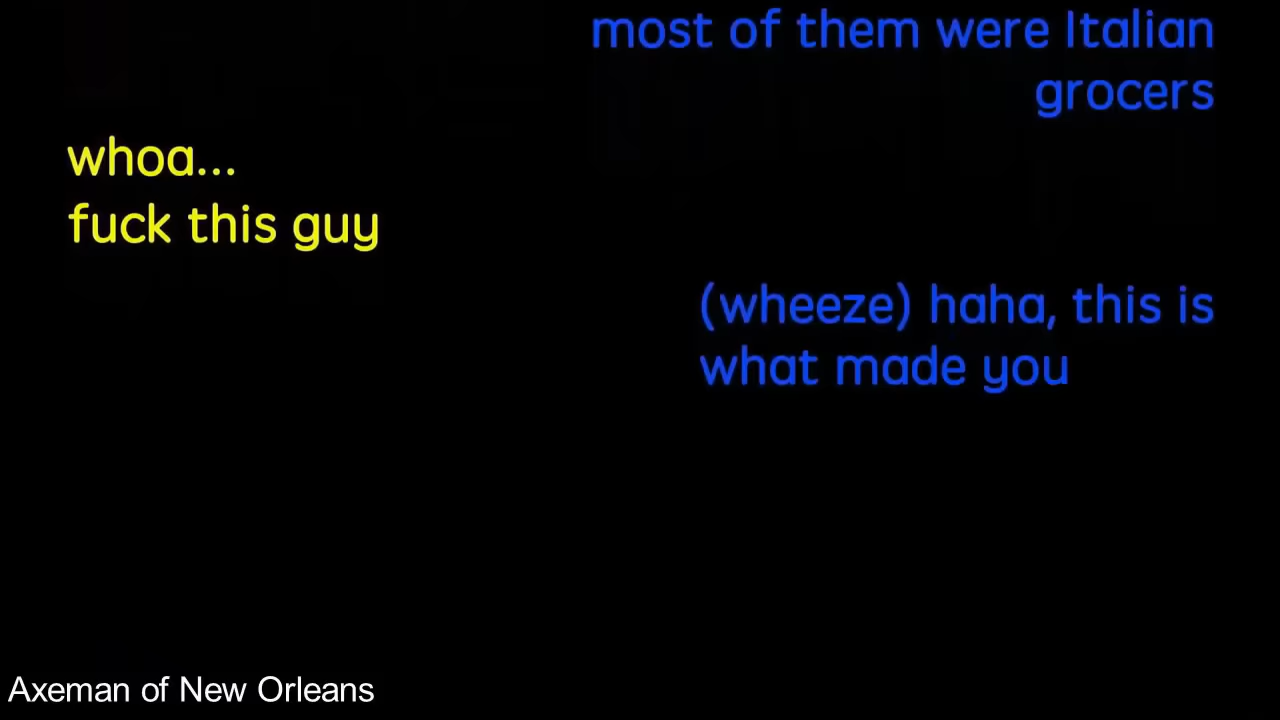 most of them were Italian
grocers
whoa...
fuck this guy
(wheeze) haha, this is
what made you
Axeman of New Orleans